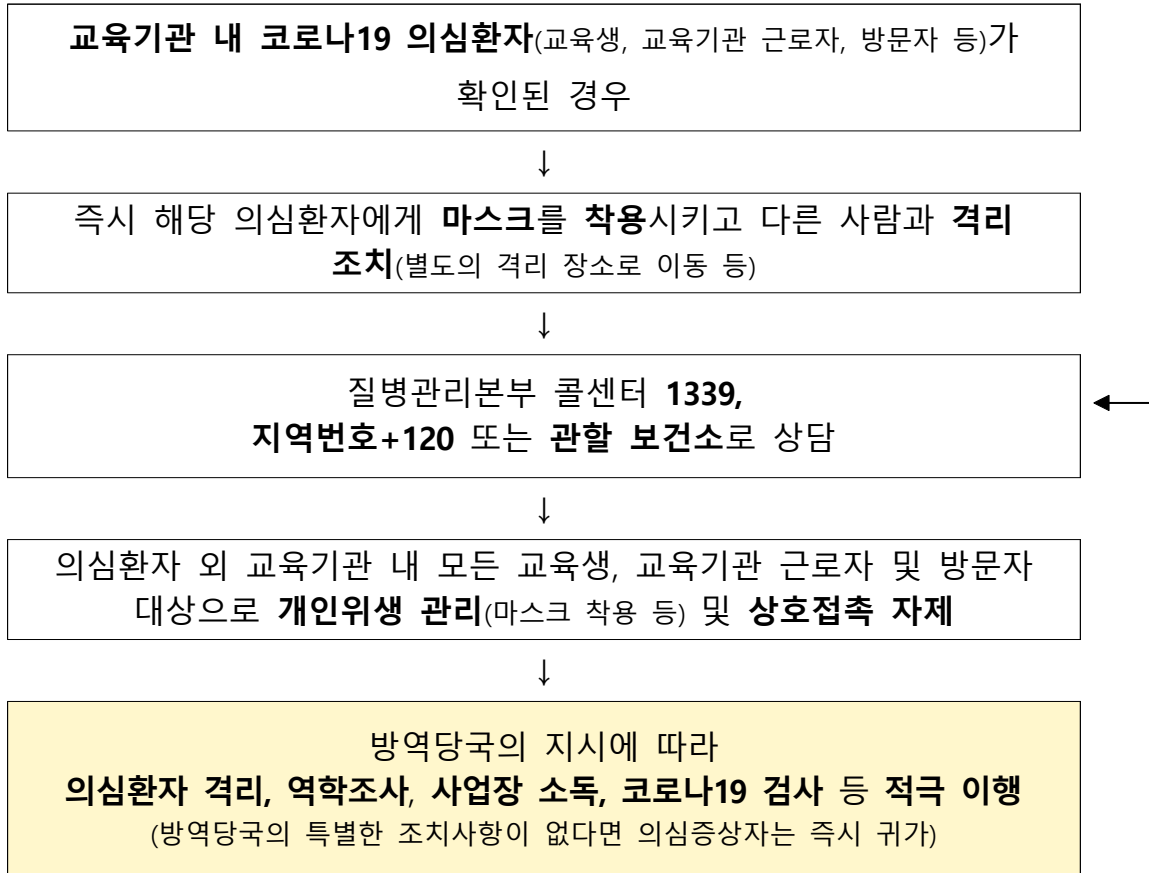 교육기관 내 코로나19 의심환자(교육생, 교육기관 근로자, 방문자 등)가
확인된 경우
↓
즉시 해당 의심환자에게 마스크를 착용시키고 다른 사람과 격리
조치(별도의 격리 장소로 이동 등)
↓
질병관리본부 콜센터 1339,
지역번호+120 또는 관할 보건소로 상담
↓
의심환자 외 교육기관 내 모든 교육생, 교육기관 근로자 및 방문자
대상으로 개인위생 관리(마스크 착용 등) 및 상호접촉 자제
↓
방역당국의 지시에 따라
의심환자 격리, 역학조사, 사업장 소독, 코로나19 검사 등 적극 이행
(방역당국의 특별한 조치사항이 없다면 의심증상자는 즉시 귀가)